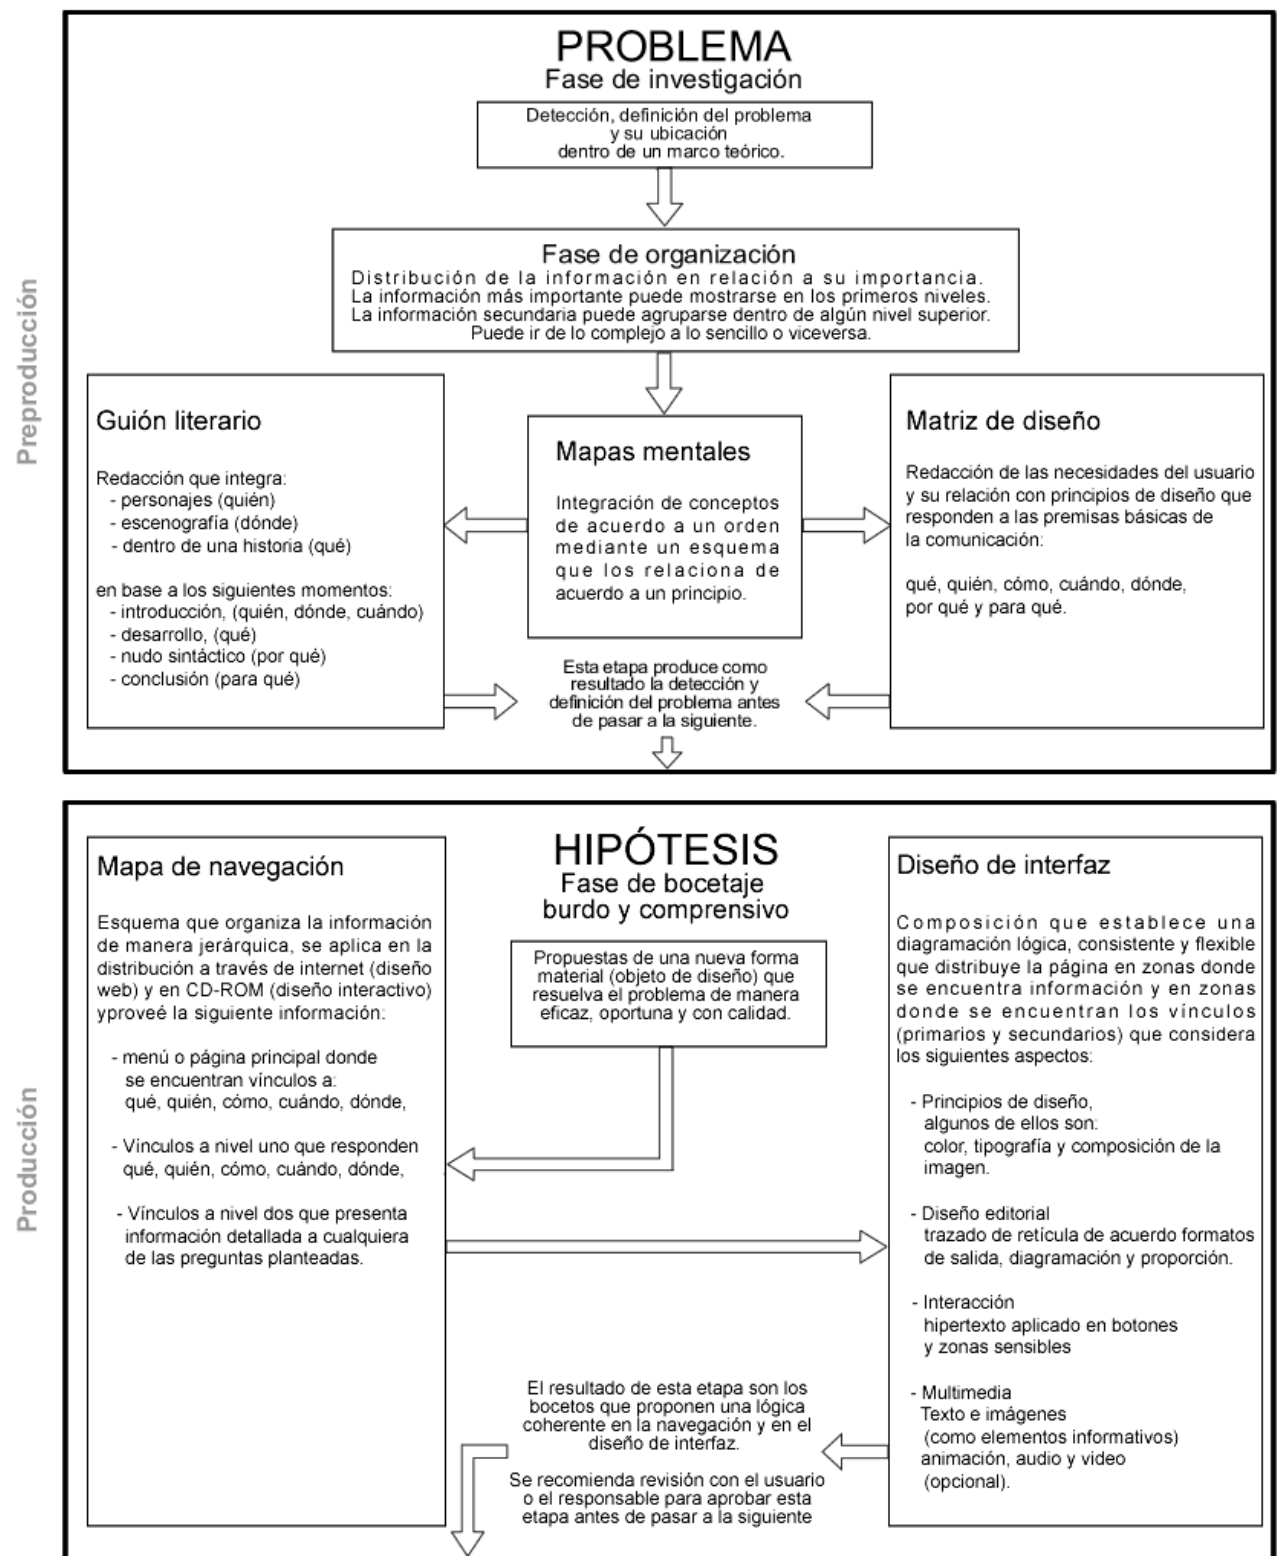 Preproducción
PROBLEMA
Fase de investigación
Detección, definición del problema
y su ubicación
dentro de un marco teórico.
Fase de organización
Distribución de la información en relación a su importancia.
La información más importante puede mostrarse en los primeros niveles.
La información secundaria puede agruparse dentro de algún nivel superior.
Puede ir de lo complejo a lo sencillo o viceversa.
Guión literario
Redacción que integra:
- personajes (quién)
- escenografía (dónde)
- dentro de una historia (qué)
en base a los siguientes momentos:
- introducción, (quién, dónde, cuándo)
- desarrollo, (qué)
- nudo sintáctico (por qué)
- conclusión (para qué)
Mapas mentales
Integración de conceptos
de acuerdo a un orden
mediante un esquema
que los relaciona de
acuerdo a un principio.
Matriz de diseño
Redacción de las necesidades del usuario
y su relación con principios de diseño que
responden a las premisas básicas de
la comunicación:
qué, quién, cómo, cuándo, dónde,
por qué y para qué.
Esta etapa produce como
resultado la detección y
definición del problema antes
de pasar a la siguiente.
Producción
HIPÓTESIS
Fase de bocetaje
burdo y comprensivo
Propuestas de una nueva forma
material (objeto de diseño) que
resuelva el problema de manera
eficaz, oportuna y con calidad.
Mapa de navegación
Esquema que organiza la información
de manera jerárquica, se aplica en la
distribución a través de internet (diseño
web) y en CD-ROM (diseño interactivo)
yproveé la siguiente información:
- menú o página principal donde
se encuentran vínculos a:
qué, quién, cómo, cuándo, dónde,
- Vínculos a nivel uno que responden
qué, quién, cómo, cuándo, dónde,
- Vínculos a nivel dos que presenta
información detallada a cualquiera
de las preguntas planteadas.
Diseño de interfaz
Composición que establece una
diagramación lógica, consistente y flexible
que distribuye la página en zonas donde
se encuentra información y en zonas
donde se encuentran los vínculos
(primarios y secundarios) que considera
los siguientes aspectos:
- Principios de diseño,
algunos de ellos son:
color, tipografía y composición de la
imagen.
- Diseño editorial
trazado de retícula de acuerdo formatos
de salida, diagramación y proporción.
- Interacción
hipertexto aplicado en botones
y zonas sensibles
- Multimedia
Texto e imágenes
(como elementos informativos)
animación, audio y video
(opcional).
El resultado de esta etapa son los
bocetos que proponen una lógica
coherente en la navegación y en el
diseño de interfaz.
Se recomienda revisión con el usuario
o el responsable para aprobar esta
etapa antes de pasar a la siguiente